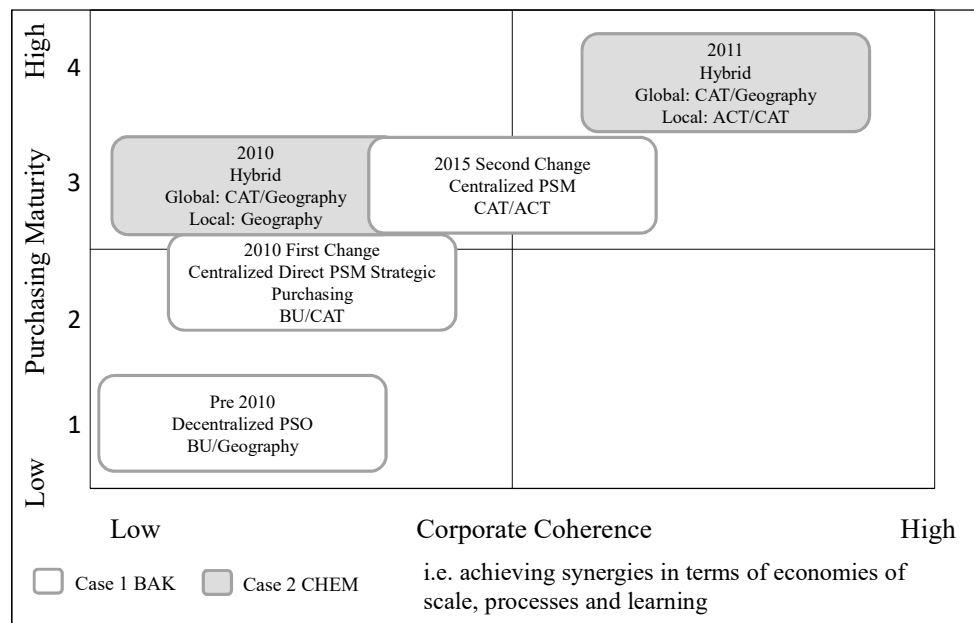 High
4
2011
Hybrid
Global: CAT/Geography
Local: ACT/CAT
Purchasing Maturity
3
2010
Hybrid
Global: CAT/Geography
Local: Geography
2015 Second Change
Centralized PSM
CAT/ACT
2
2010 First Change
Centralized Direct PSM Strategic
Purchasing
BU/CAT
1
Pre 2010
Decentralized PSO
BU/Geography
Low
Low
Corporate Coherence
High
i.e. achieving synergies in terms of economies of
scale, processes and learning
Case 1 BAK
Case 2 CHEM